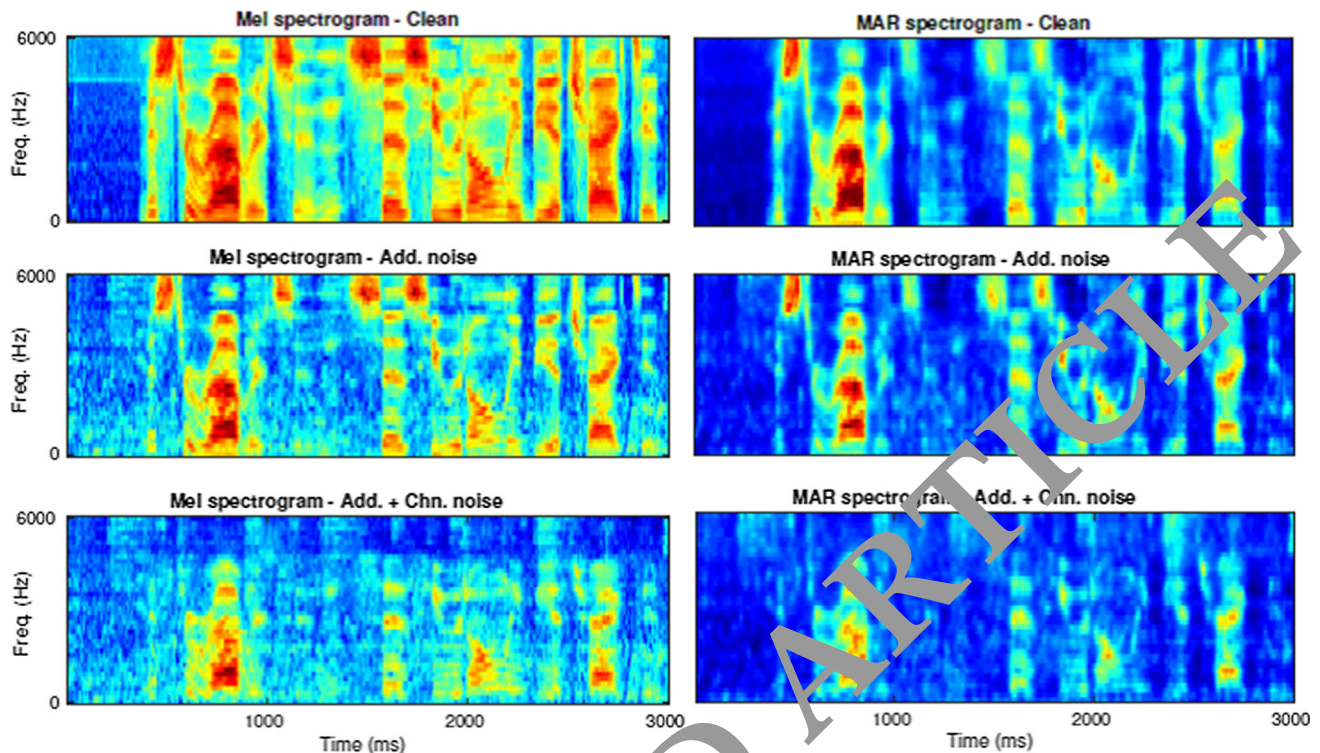 Mel spectrogram - Clean
MAR spectrogram - Clean
6000
Freq. (Hz)
0
Mel spectrogram - Add. noise
MAR spectrogram - Add. noise
6000
Freq. (Hz)
0
Mel spectrogram - Add. + Chn. noise
MAR spectrogram - Add. + Chn. noise
6000
Freq. (Hz)
0
1000
2000
3000
1000
2000
3000
Time (ms)
Time (ms)
D ARTICLE